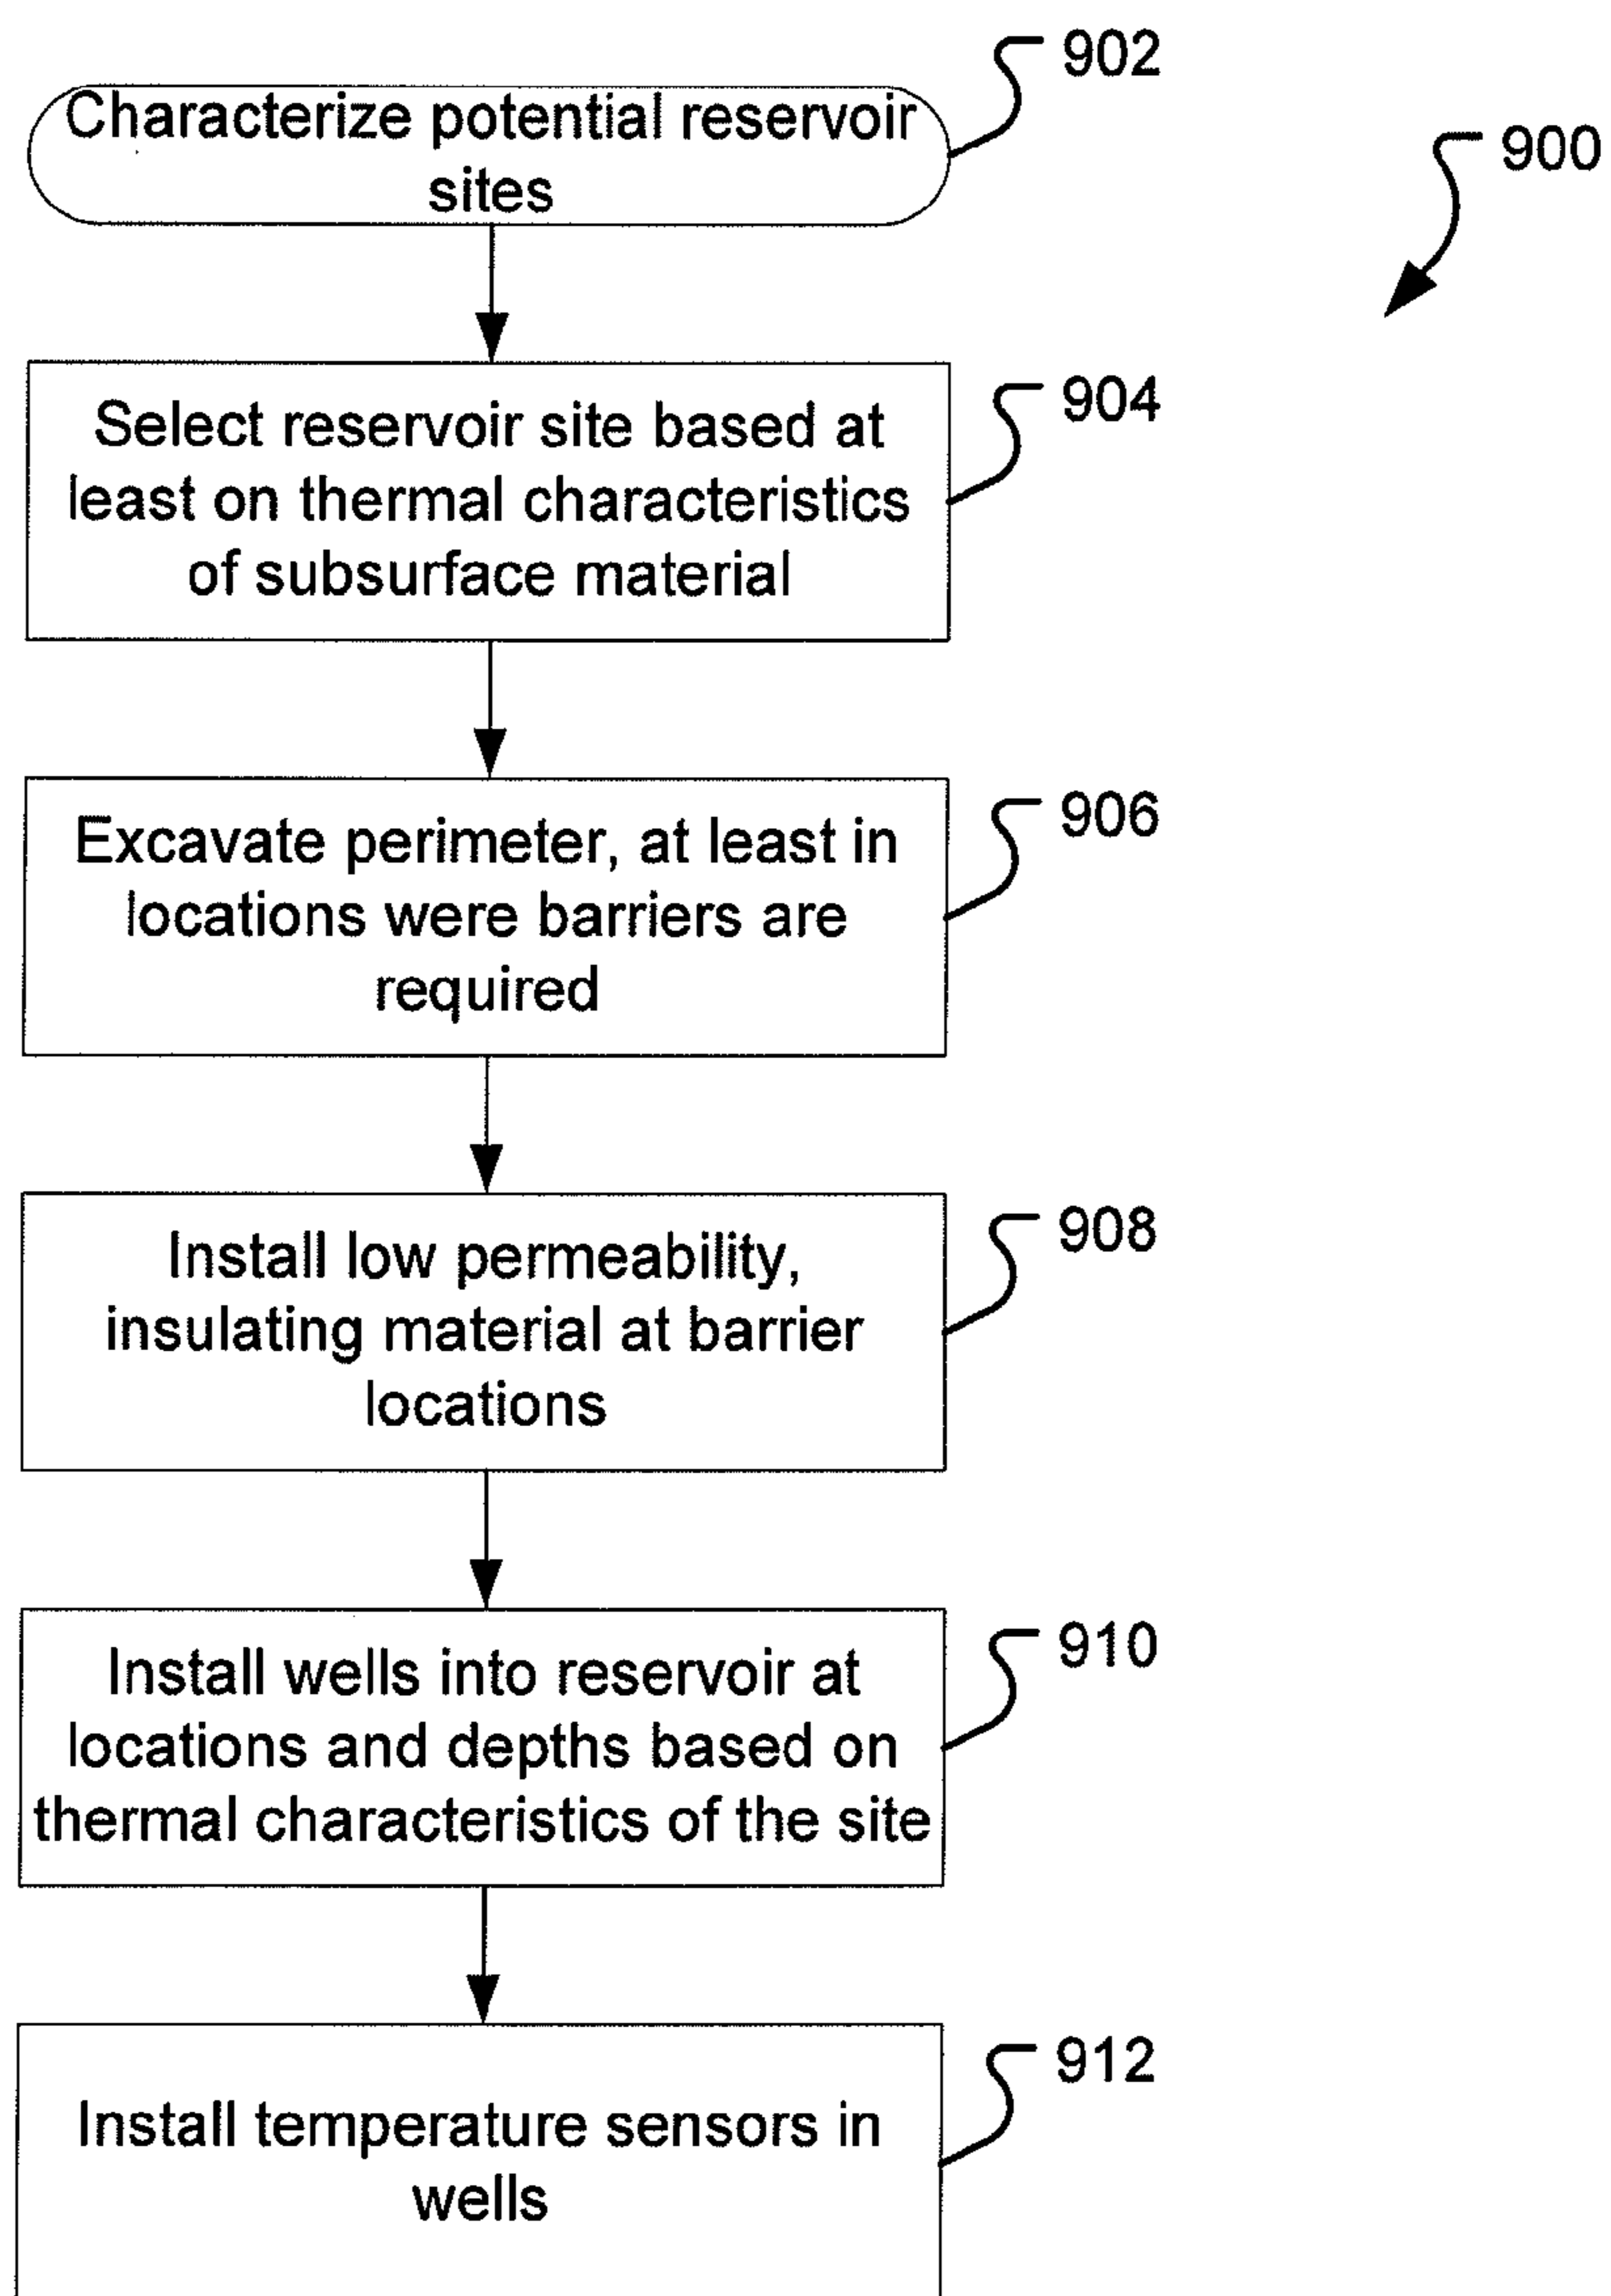 902
Characterize potential reservoir
sites
900
904
Select reservoir site based at
least on thermal characteristics
of subsurface material
906
Excavate perimeter, at least in
locations were barriers are
required
908
Install low permeability,
insulating material at barrier
locations
910
Install wells into reservoir at
locations and depths based on
thermal characteristics of the site
912
Install temperature sensors in
wells